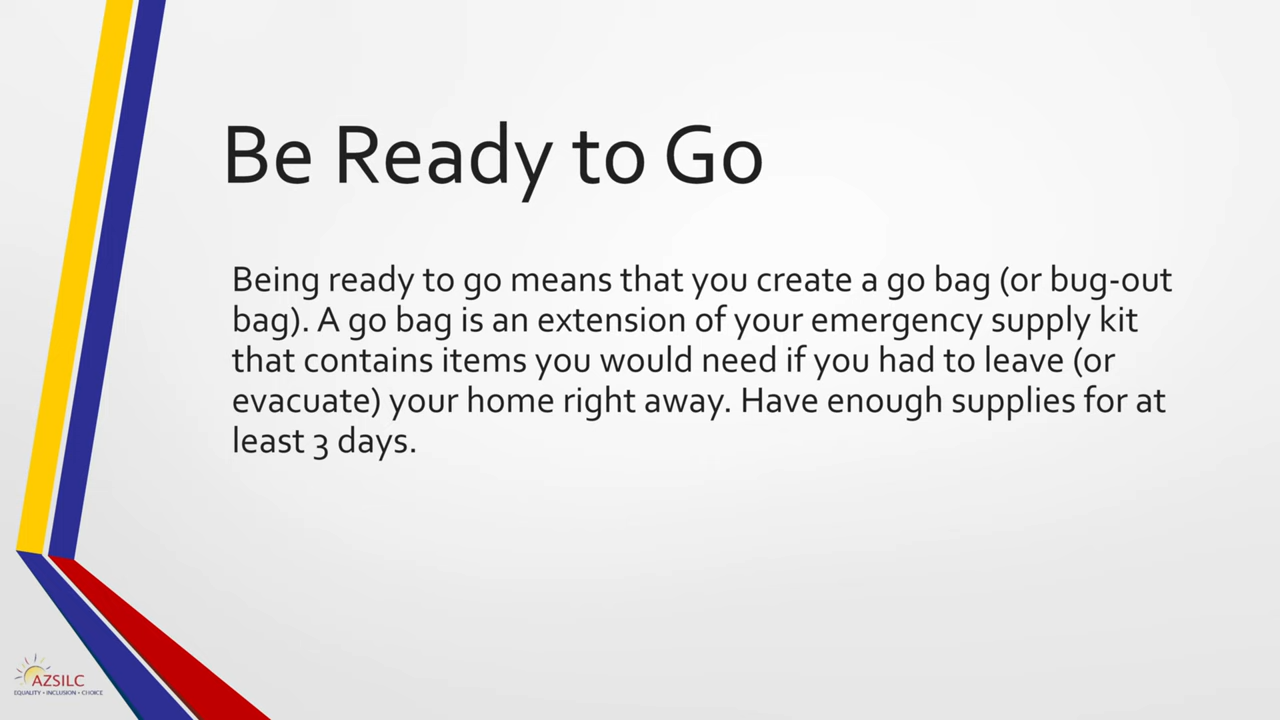 Be Ready to Go
Being ready to go means that you create a go bag (or bug-out
bag). A go bag is an extension of your emergency supply kit
that contains items you would need if you had to leave (or
evacuate) your home right away. Have enough supplies for at
least 3 days.
AZSILC
EQUALITY • INCLUSION • CHOICE